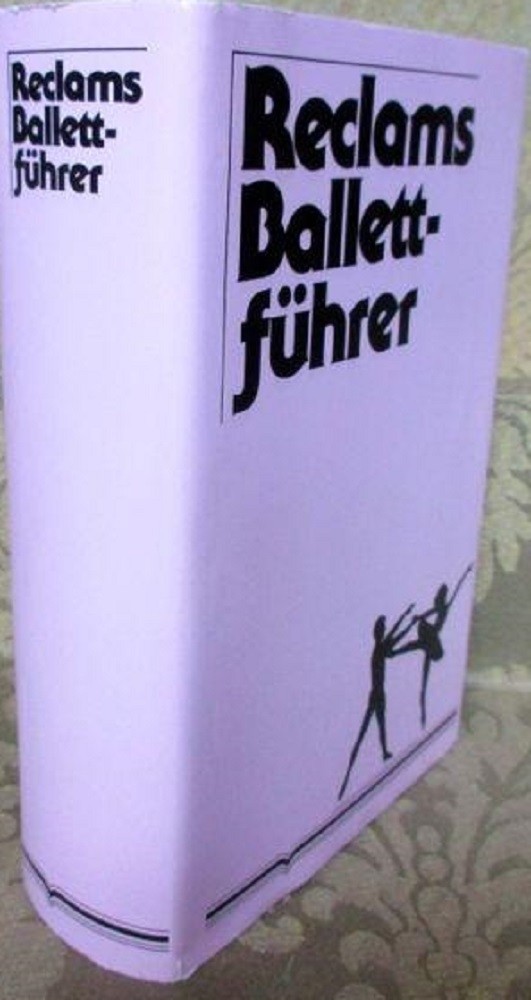 Reclams
Ballett-
führer
Reclams
Ballett-
führer